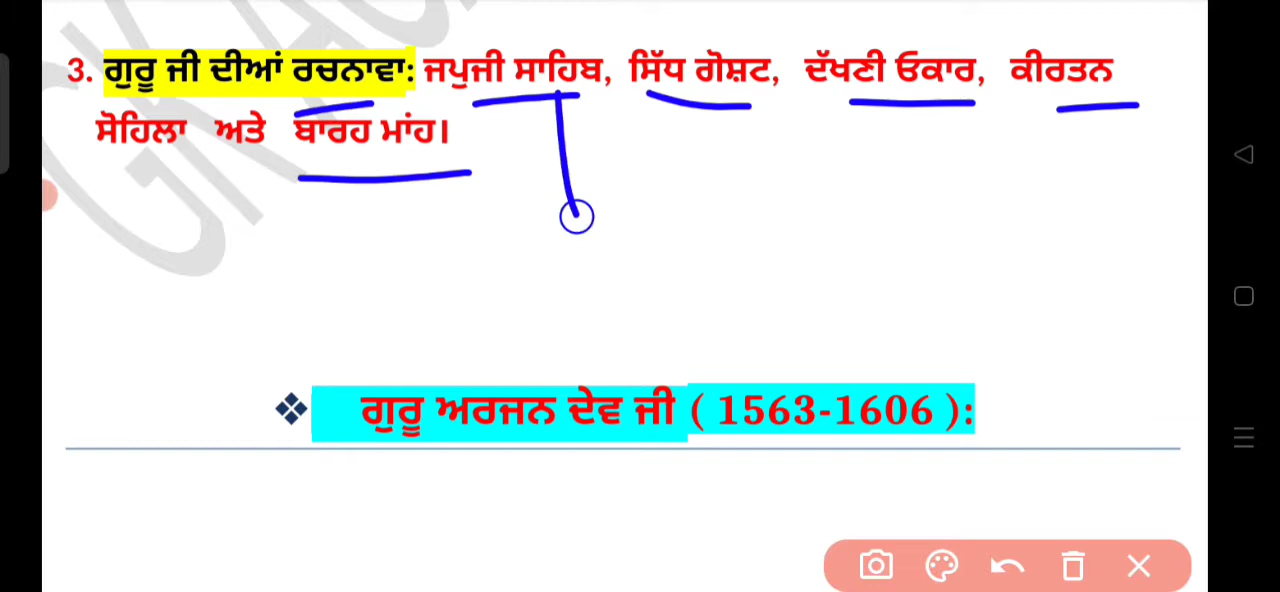 3. ਗੁਰੂ ਜੀ ਦੀਆਂ ਰਚਨਾਵਾ: ਜਪੁਜੀ ਸਾਹਿਬ, ਸਿੱਧ ਗੋਸ਼ਟ, ਦੱਖਣੀ ਓਕਾਰ, ਕੀਰਤਨ
ਸੋਹਿਲਾ ਅਤੇ ਬਾਰਹ ਮਾਂਹ।
❖ ਗੁਰੂ ਅਰਜਨ ਦੇਵ ਜੀ ( 1563-1606 ):